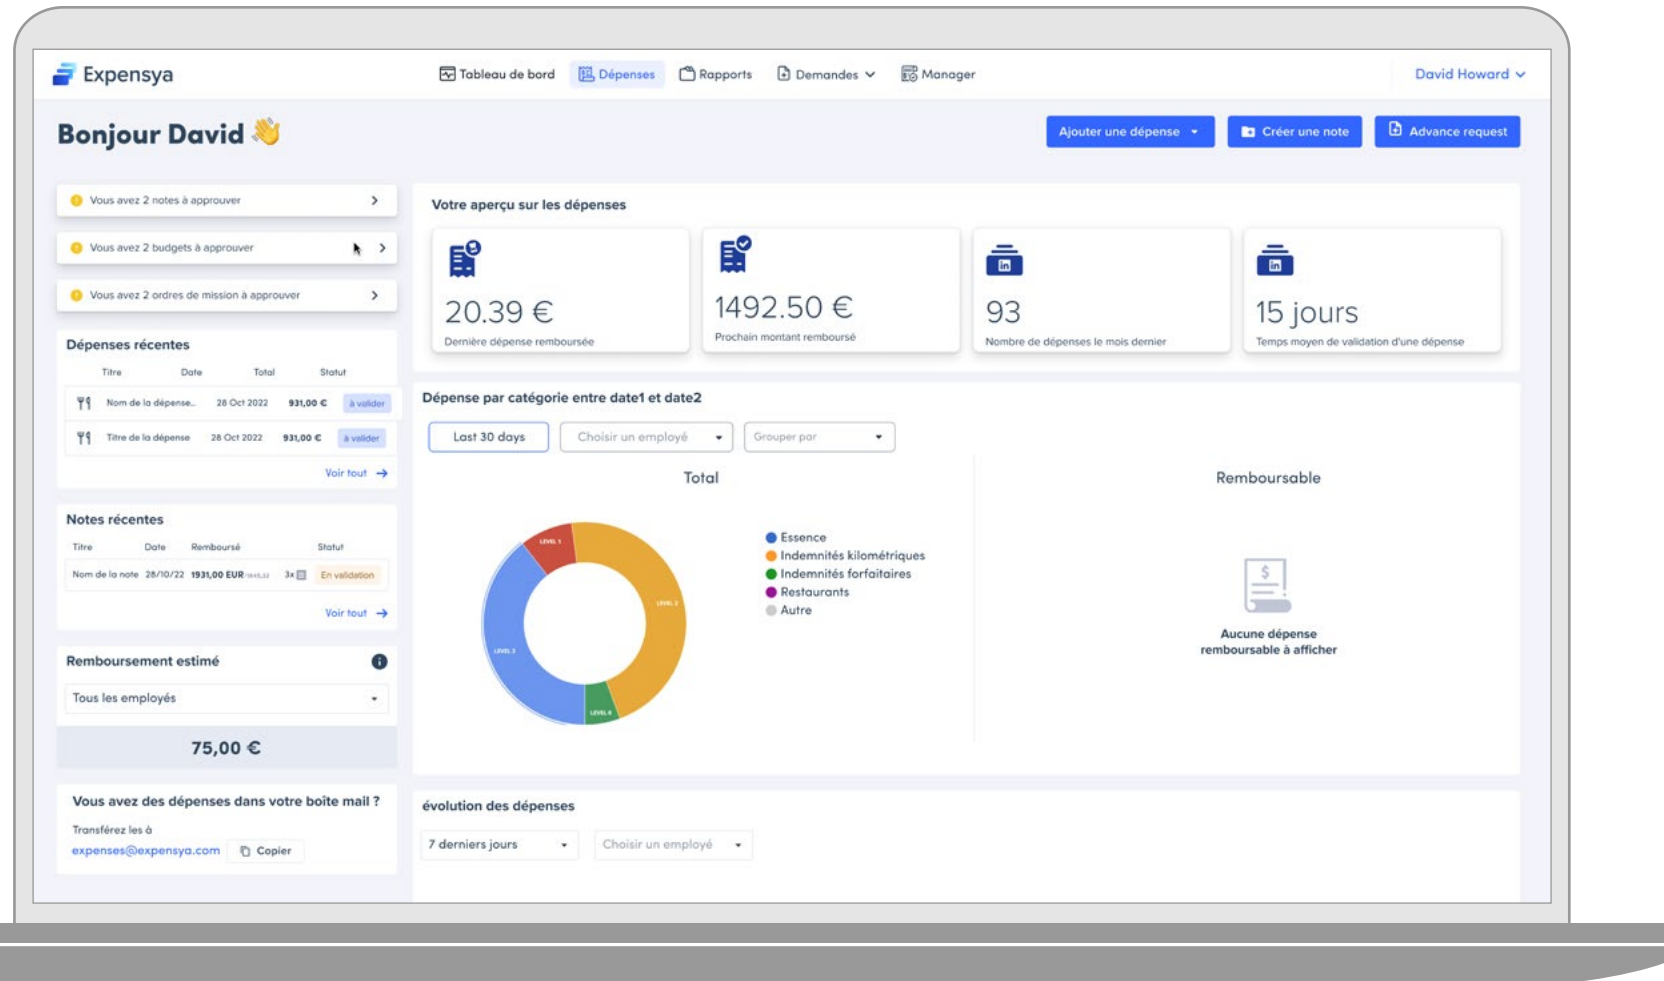 Expensya
Tableau de bord
Dépenses
Rapports
Demandes
Manager
David Howard
Bonjour David
Ajouter une dépense
Créer une note
Advance request
Vous avez 2 notes à approuver
Vous avez 2 budgets à approuver
Vous avez 2 ordres de mission à approuver
Dépenses récentes
Titre Date Total Statut
Nom de la dépense... 28 Oct 2022 931,00 € à valider
Titre de la dépense 28 Oct 2022 931,00 € à valider
Voir tout →
Notes récentes
Titre Date Remboursé Statut
Nom de la note 28/10/22 1931,00 EUR 3x En validation
Voir tout →
Remboursement estimé
Tous les employés
75,00 €
Vous avez des dépenses dans votre boîte mail ?
Transférez les à
expenses@expensya.com Copier
Votre aperçu sur les dépenses
20.39 €
Dernière dépense remboursée
1492.50 €
Prochain montant remboursé
in
93
Nombre de dépenses le mois dernier
in
15 jours
Temps moyen de validation d'une dépense
Dépense par catégorie entre date1 et date2
Last 30 days
Choisir un employé
Grouper par
Total
LEVEL 1
LEVEL 2
LEVEL 3
Essence
Indemnités kilométriques
Indemnités forfaitaires
Restaurants
Autre
Remboursable
$
Aucune dépense
remboursable à afficher
évolution des dépenses
7 derniers jours
Choisir un employé